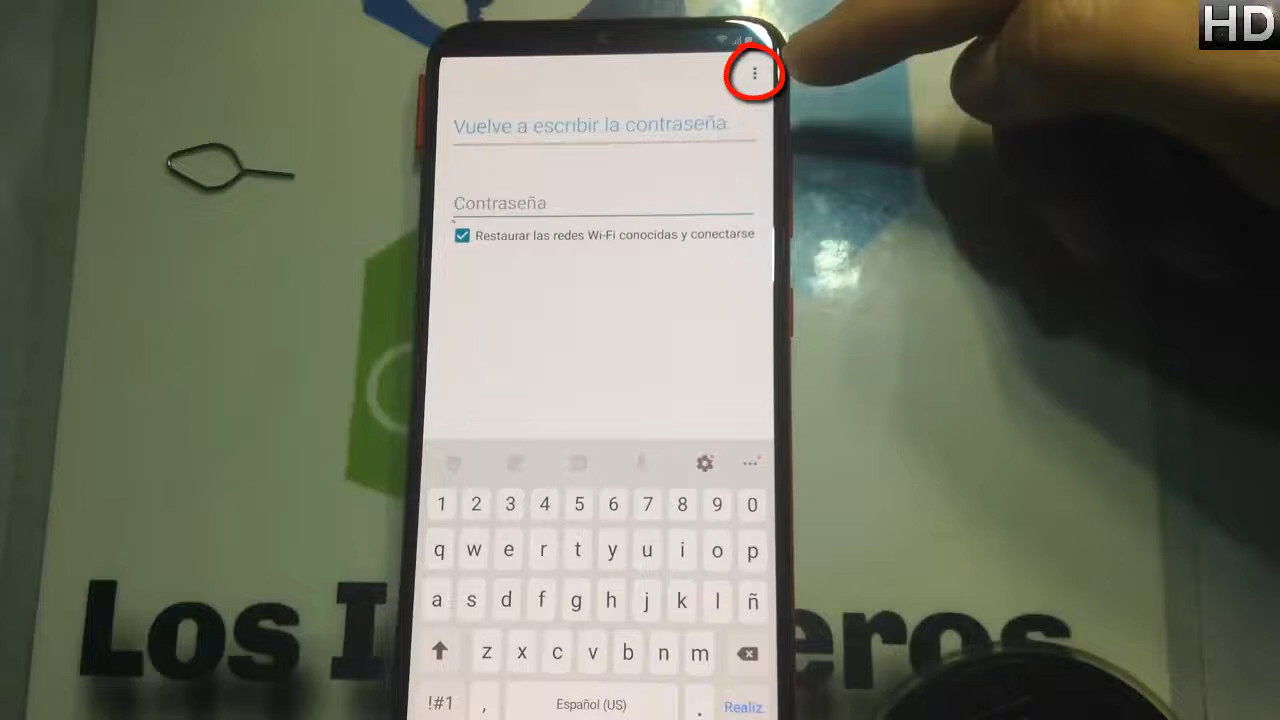 HD
Vuelve a escribir la contraseña
Contraseña
Restaurar las redes Wi-Fi conocidas y conectarse
1 2 3 4 5 6 7 8 9 0
q w e r t y u i o p
a s d f g h j k l ñ
z x c v b n m
!#1 , Español (US) . Realiz.
Los I eros